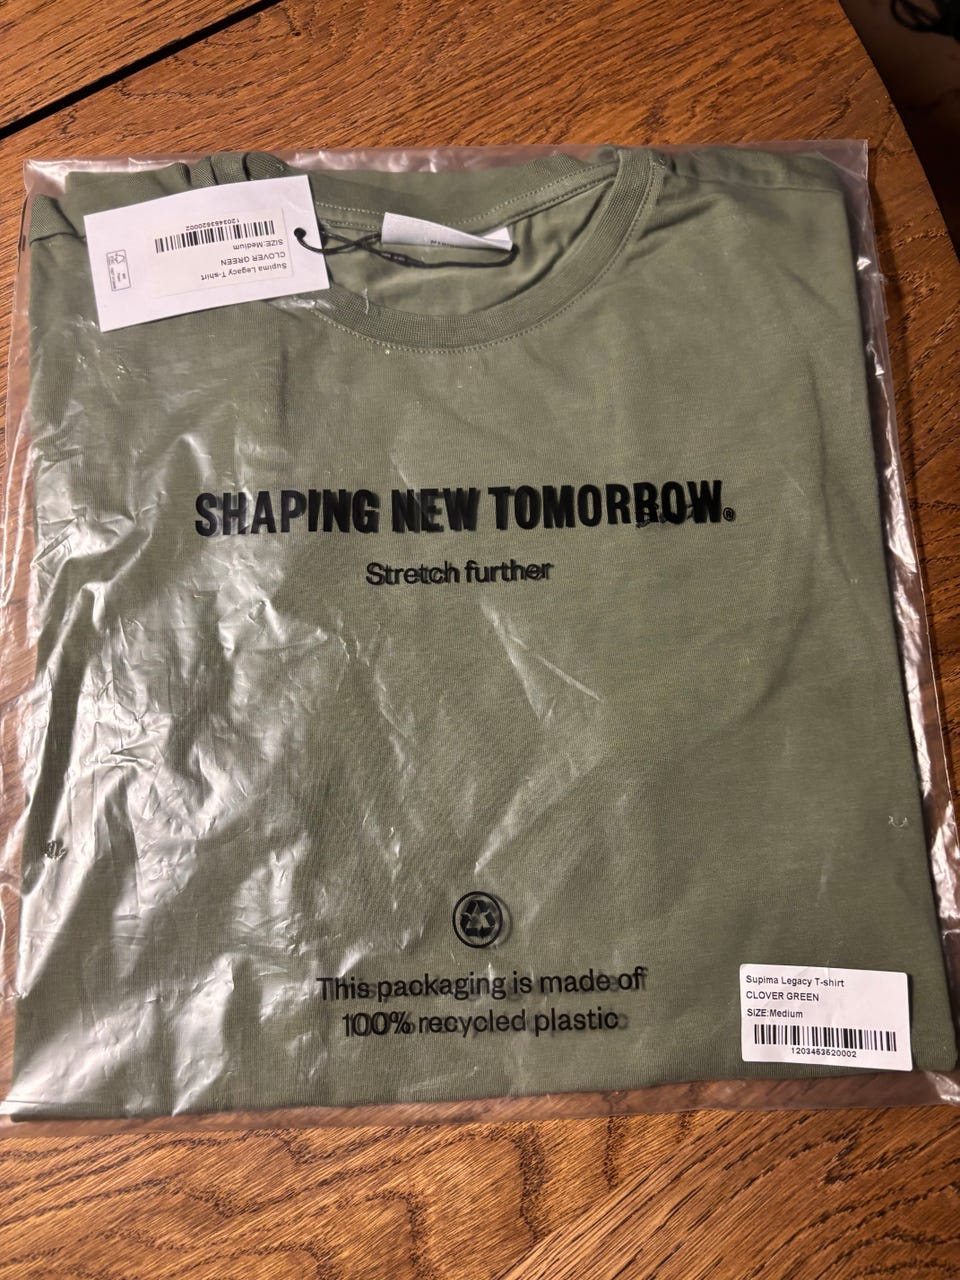 1203453520002
SIZE:Medium
CLOVER GREEN
Supima Legacy T-shirt
SHAPING NEW TOMORROW®
Stretch further
This packaging is made of
100% recycled plastic
Supima Legacy T-shirt
CLOVER GREEN
SIZE:Medium
1203453520002